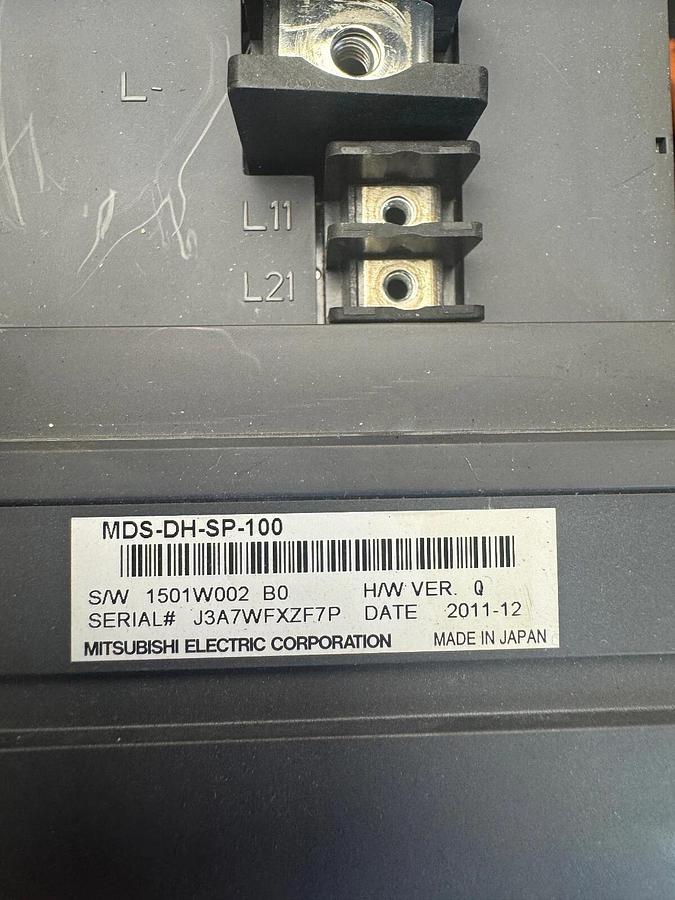 L-
L11
L21
MDS-DH-SP-100
S/W 1501W002 B0 H/W VER. Q
SERIAL# J3A7WFXZF7P DATE 2011-12
MITSUBISHI ELECTRIC CORPORATION MADE IN JAPAN